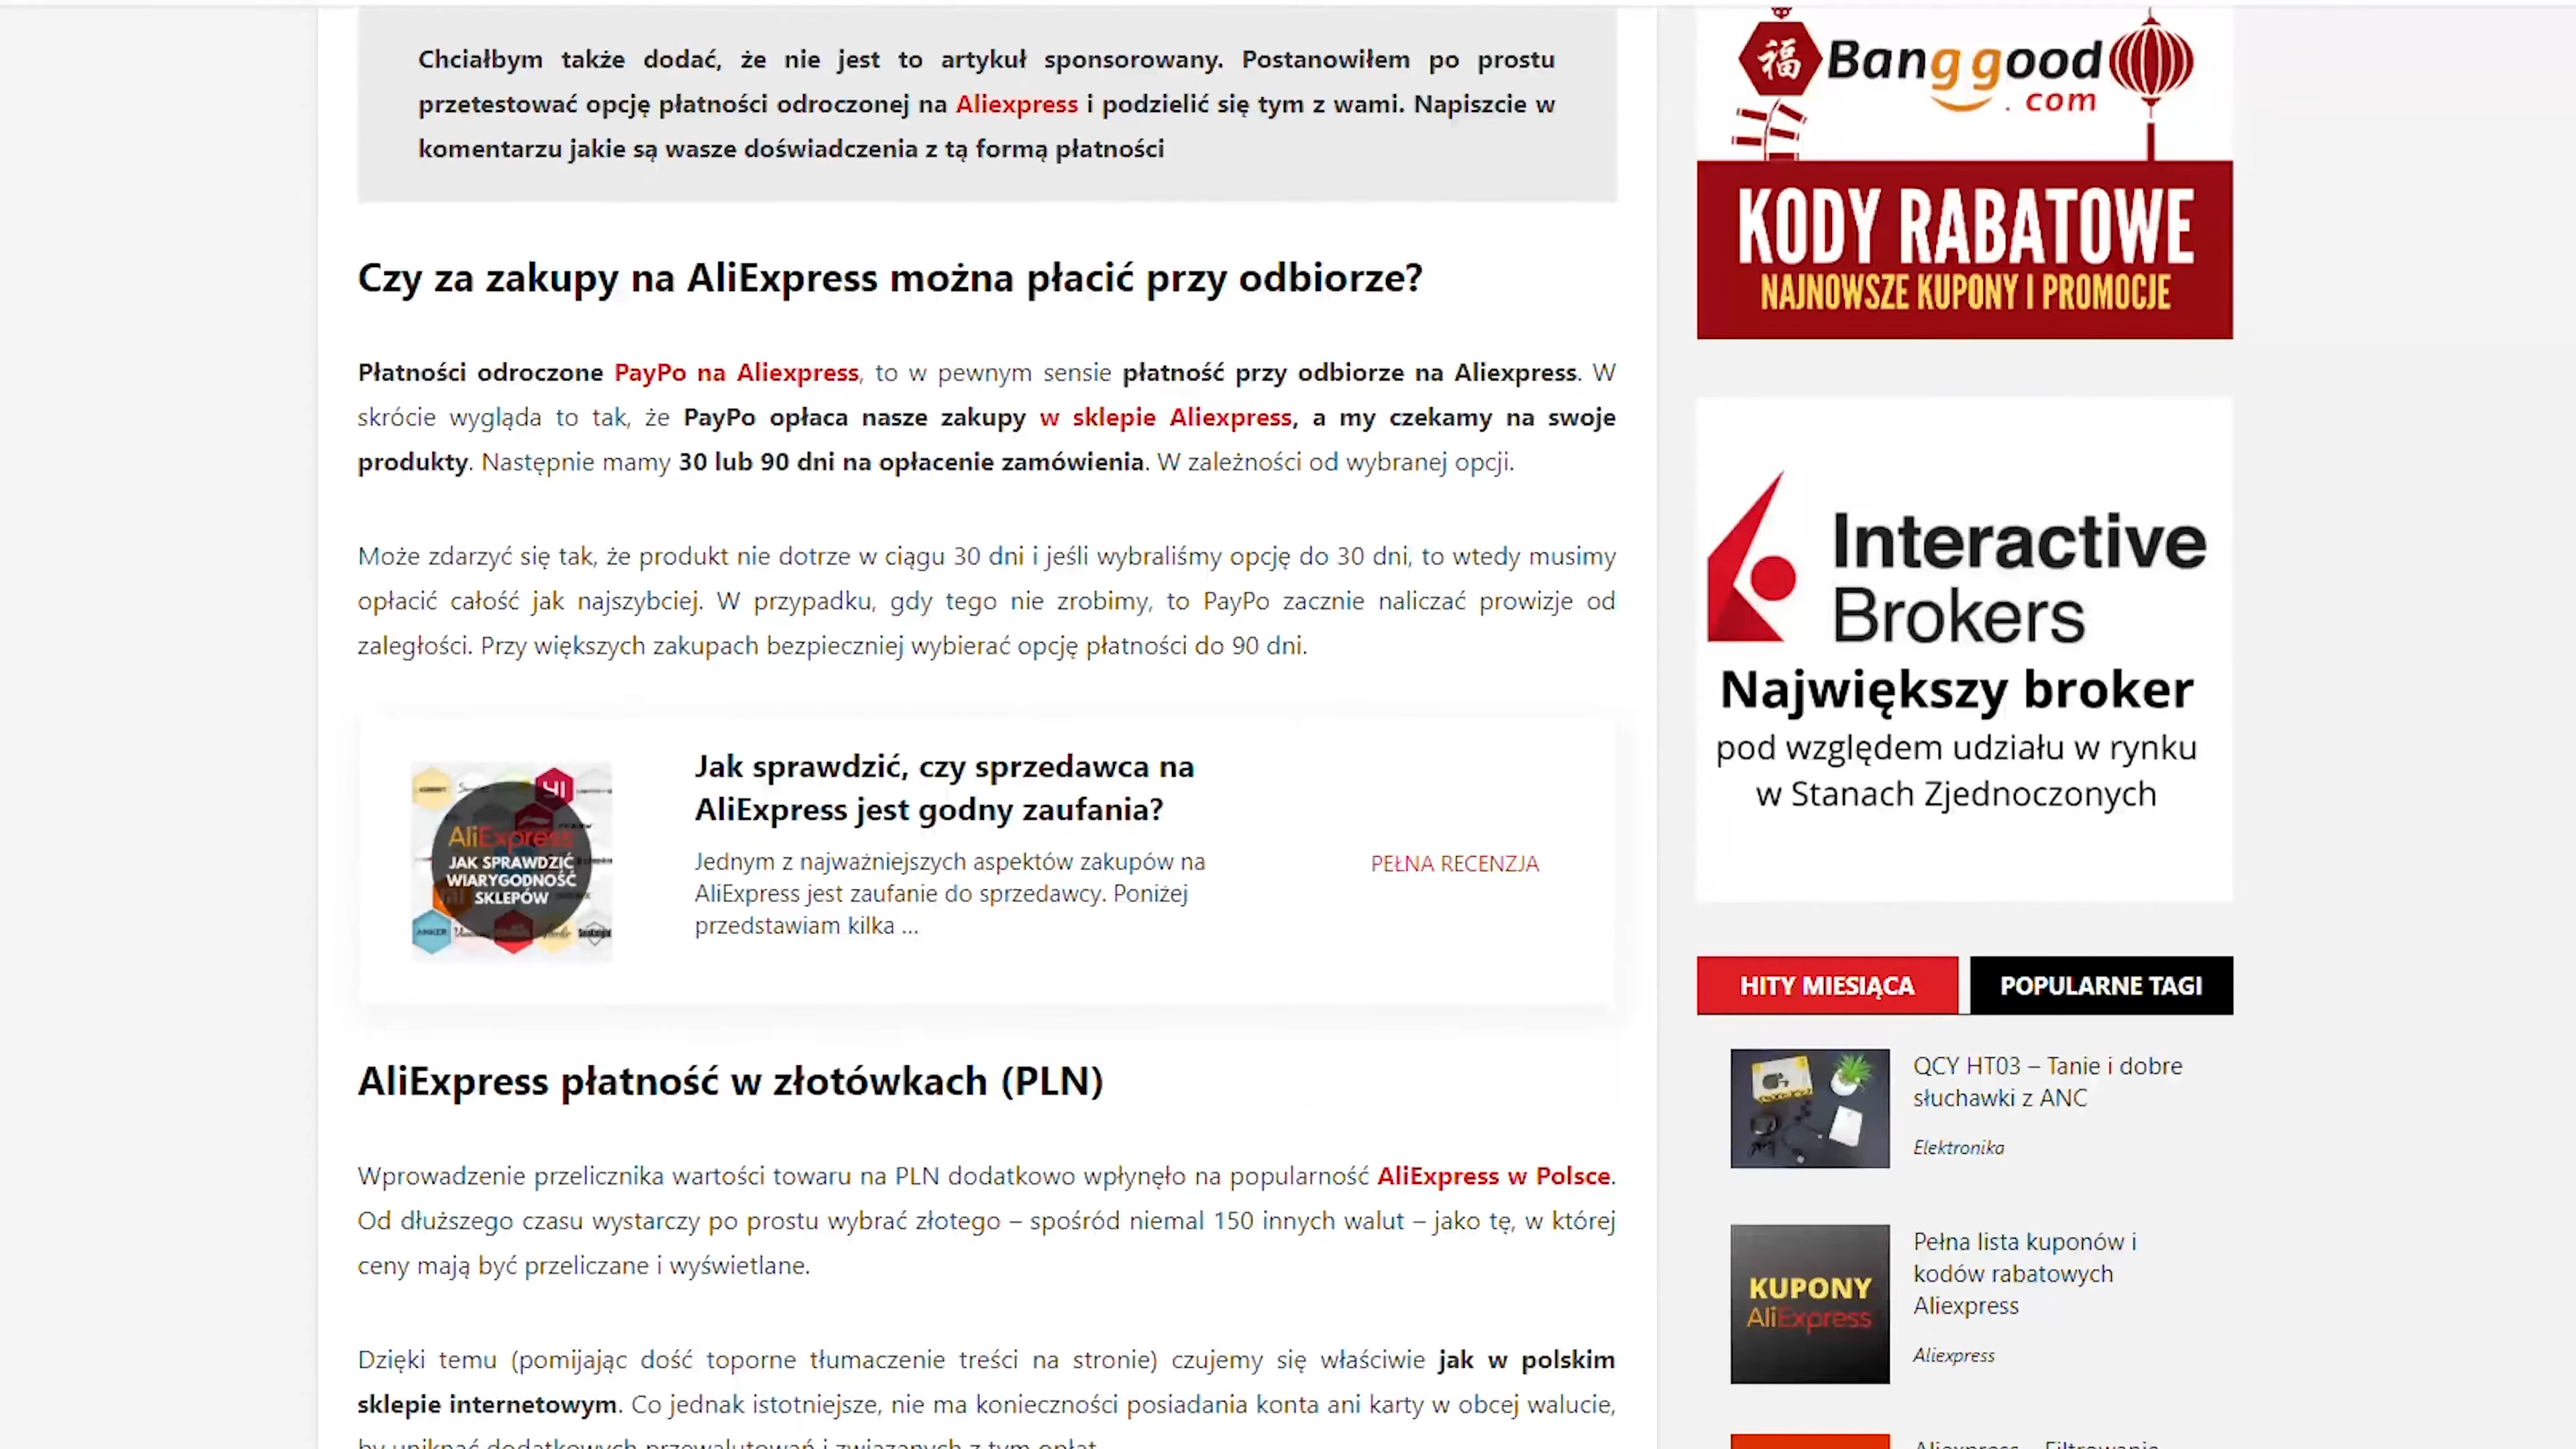 Chciałbym także dodać, że nie jest to artykuł sponsorowany. Postanowiłem po prostu
przetestować opcję płatności odroczonej na Aliexpress i podzielić się tym z wami. Napiszcie w
komentarzu jakie są wasze doświadczenia z tą formą płatności
Czy za zakupy na AliExpress można płacić przy odbiorze?
Płatności odroczone PayPo na Aliexpress, to w pewnym sensie płatność przy odbiorze na Aliexpress. W
skrócie wygląda to tak, że PayPo opłaca nasze zakupy w sklepie Aliexpress, a my czekamy na swoje
produkty. Następnie mamy 30 lub 90 dni na opłacenie zamówienia. W zależności od wybranej opcji.
Może zdarzyć się tak, że produkt nie dotrze w ciągu 30 dni i jeśli wybraliśmy opcję do 30 dni, to wtedy musimy
opłacić całość jak najszybciej. W przypadku, gdy tego nie zrobimy, to PayPo zacznie naliczać prowizje od
zaległości. Przy większych zakupach bezpieczniej wybierać opcję płatności do 90 dni.
AliExpress
JAK SPRAWDZIĆ
WIARYGODNOŚĆ
SKLEPÓW
ANKER
Jak sprawdzić, czy sprzedawca na
AliExpress jest godny zaufania?
Jednym z najważniejszych aspektów zakupów na
AliExpress jest zaufanie do sprzedawcy. Poniżej
przedstawiam kilka ...
PEŁNA RECENZJA
AliExpress płatność w złotówkach (PLN)
Wprowadzenie przelicznika wartości towaru na PLN dodatkowo wpłynęło na popularność AliExpress w Polsce.
Od dłuższego czasu wystarczy po prostu wybrać złotego – spośród niemal 150 innych walut – jako tę, w której
ceny mają być przeliczane i wyświetlane.
Dzięki temu (pomijając dość toporne tłumaczenie treści na stronie) czujemy się właściwie jak w polskim
sklepie internetowym. Co jednak istotniejsze, nie ma konieczności posiadania konta ani karty w obcej walucie,
by uniknąć dodatkowych przewalutowań i związanych z tym opłat.
福
Banggood
.com
KODY RABATOWE
NAJNOWSZE KUPONY I PROMOCJE
Interactive
Brokers
Największy broker
pod względem udziału w rynku
w Stanach Zjednoczonych
HITY MIESIĄCA
POPULARNE TAGI
QCY HT03 – Tanie i dobre
słuchawki z ANC
Elektronika
KUPONY
AliExpress
Pełna lista kuponów i
kodów rabatowych
Aliexpress
Aliexpress
Aliexpress – Filtrowanie